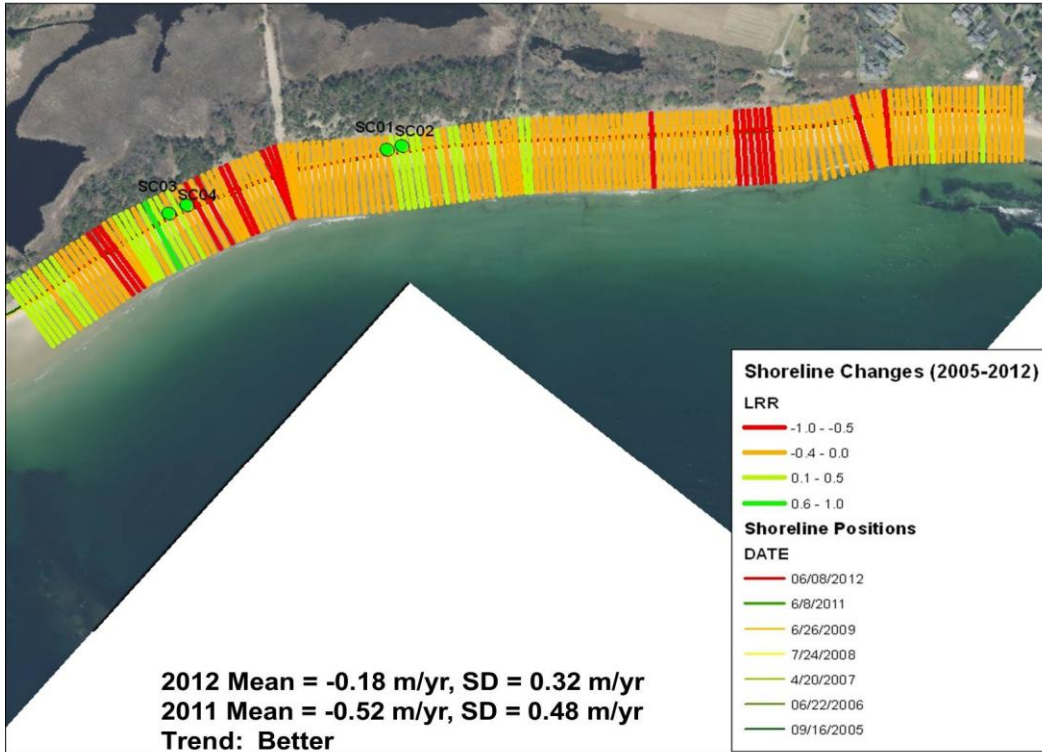 SC01
SC02
SC03
SC04
Shoreline Changes (2005-2012)
LRR
-1.0 - -0.5
-0.4 - 0.0
0.1 - 0.5
0.6 - 1.0
Shoreline Positions
DATE
06/08/2012
6/8/2011
6/26/2009
7/24/2008
4/20/2007
06/22/2006
09/16/2005
2012 Mean = -0.18 m/yr, SD = 0.32 m/yr
2011 Mean = -0.52 m/yr, SD = 0.48 m/yr
Trend:  Better